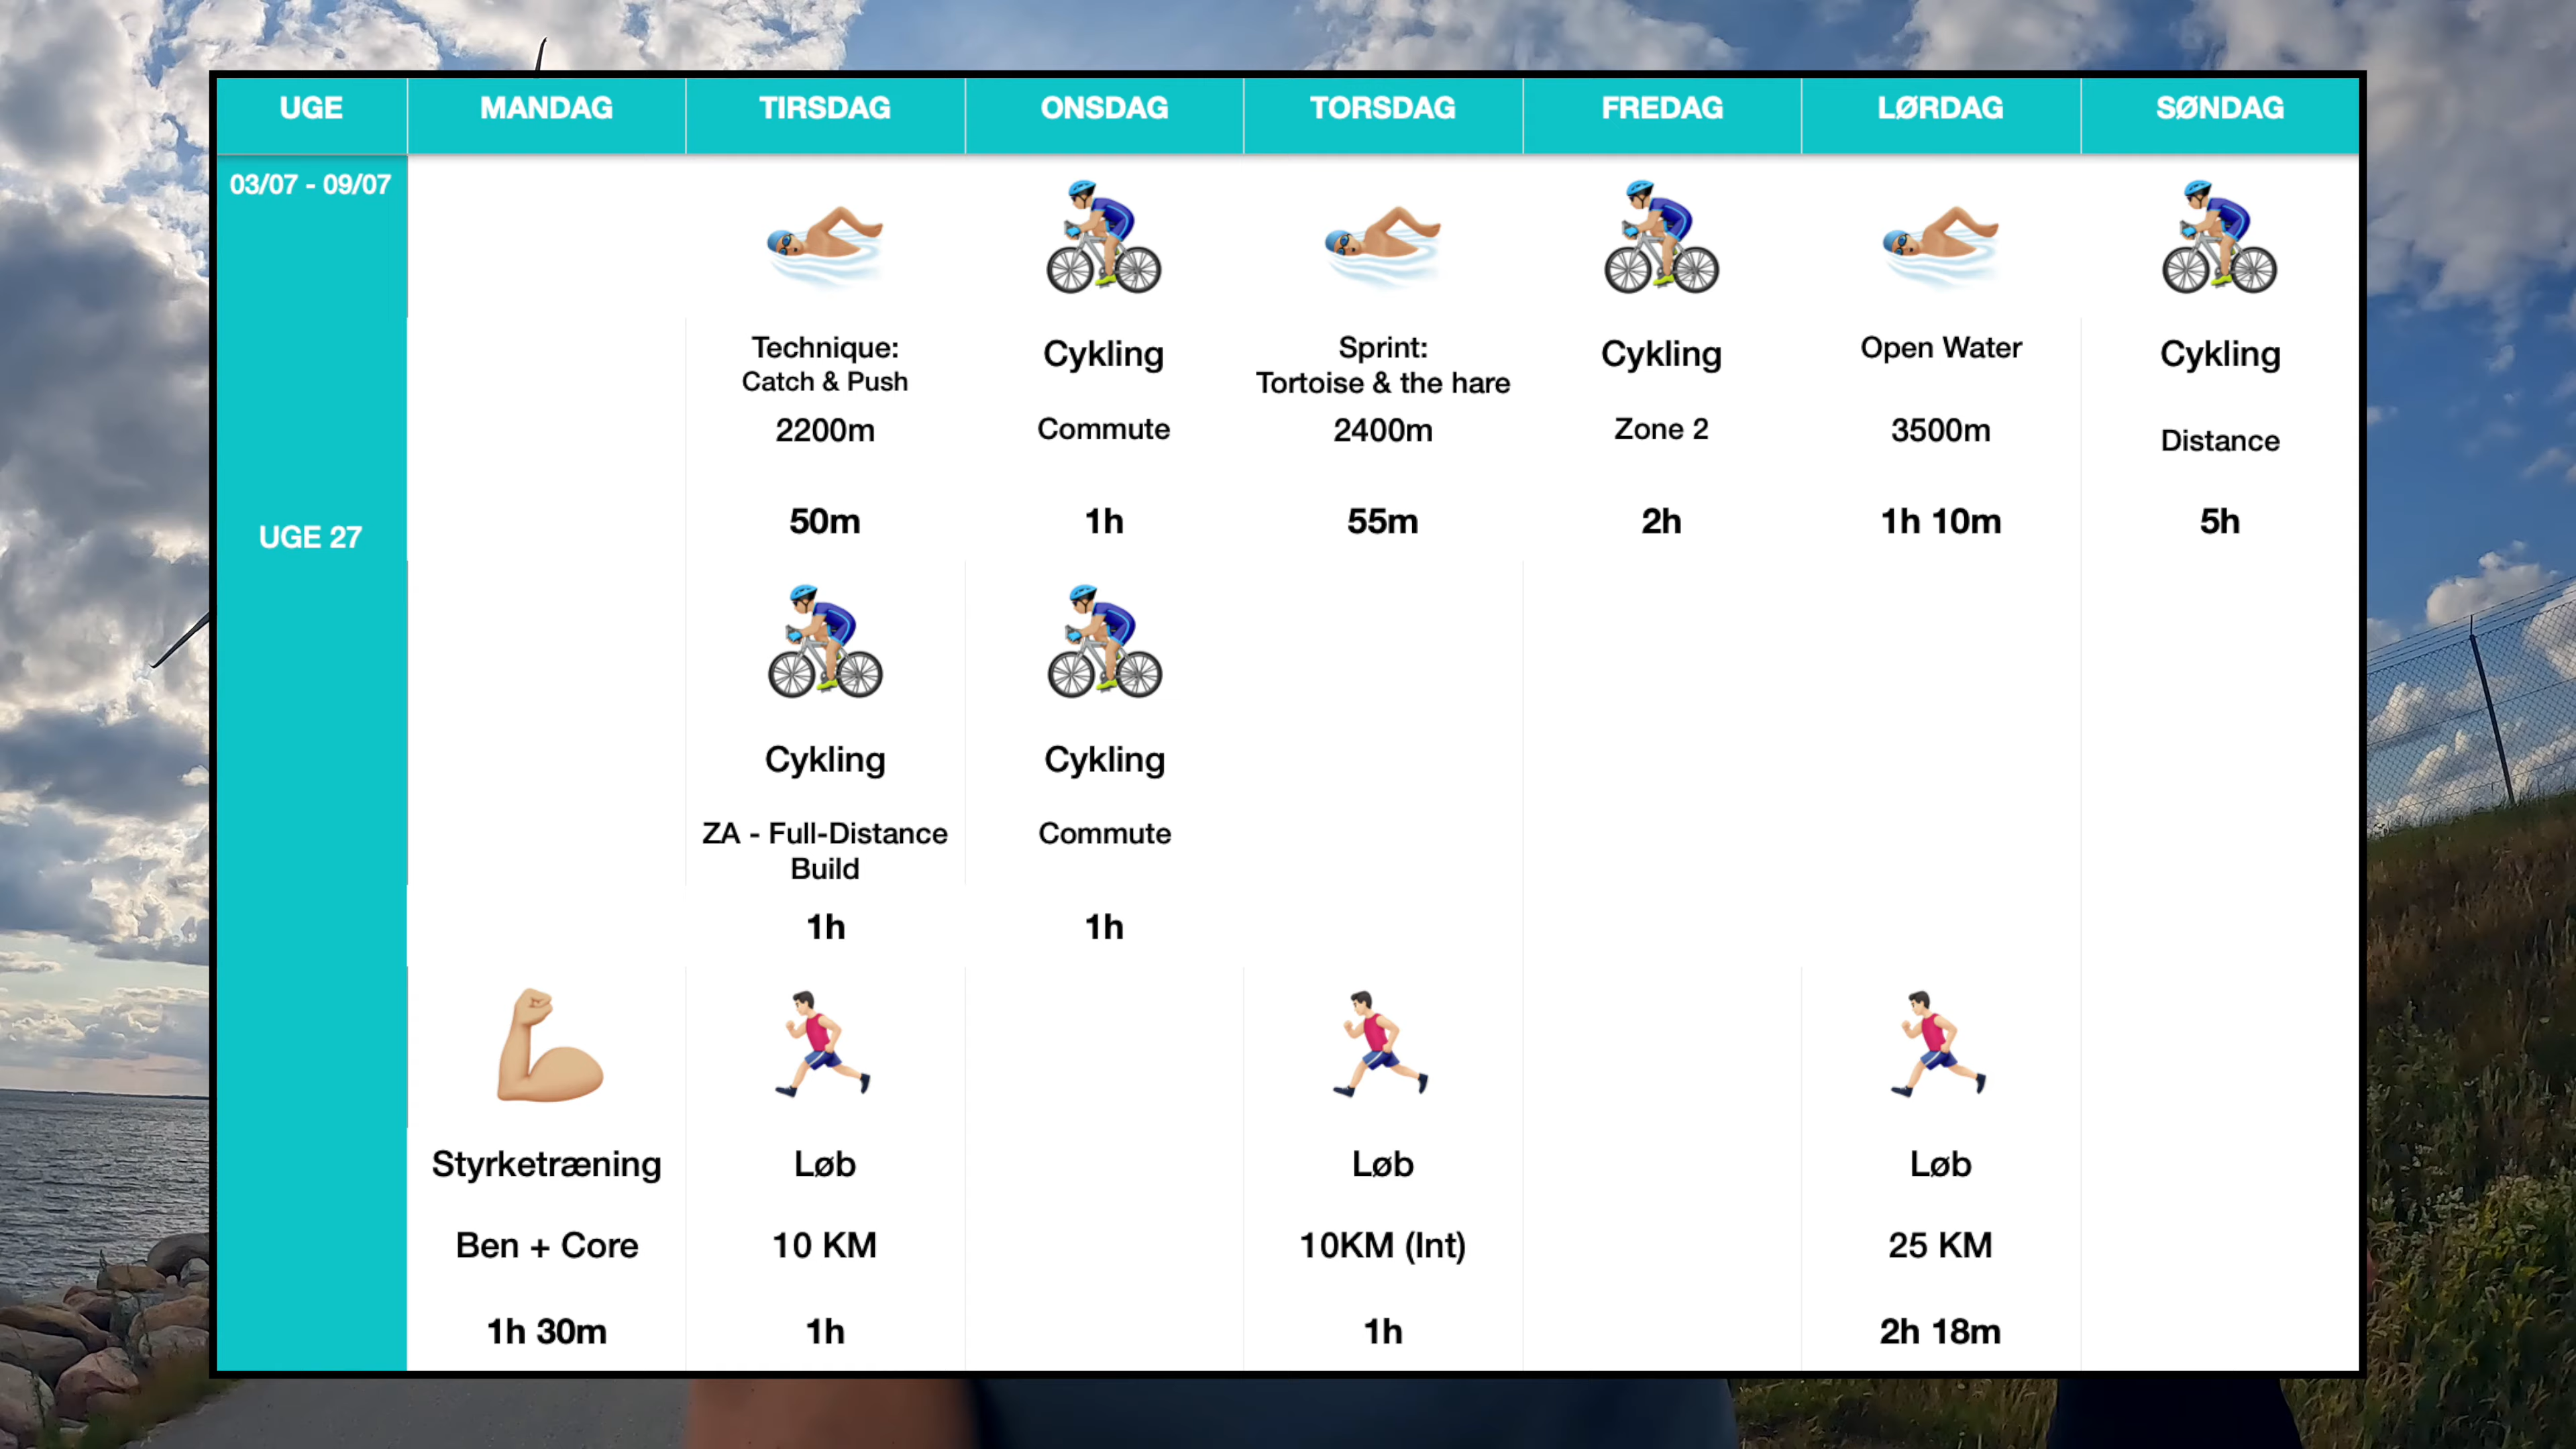 UGE MANDAG TIRSDAG ONSDAG TORSDAG FREDAG LØRDAG SØNDAG
03/07 - 09/07
Technique: Cykling Sprint: Cykling Open Water Cykling
Catch & Push Tortoise & the hare
2200m Commute 2400m Zone 2 3500m Distance
UGE 27 50m 1h 55m 2h 1h 10m 5h
Cykling Cykling
ZA - Full-Distance Commute
Build
1h 1h
Styrketræning Løb Løb Løb
Ben + Core 10 KM 10KM (Int) 25 KM
1h 30m 1h 1h 2h 18m